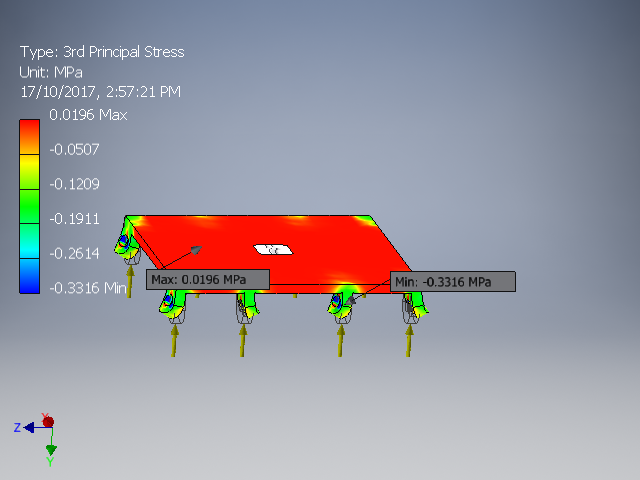 Type: 3rd Principal Stress
Unit: MPa
17/10/2017, 2:57:21 PM
0.0196 Max
-0.0507
-0.1209
-0.1911
-0.2614
-0.3316 Min
Max: 0.0196 MPa
Min: -0.3316 MPa
X
Z
Y